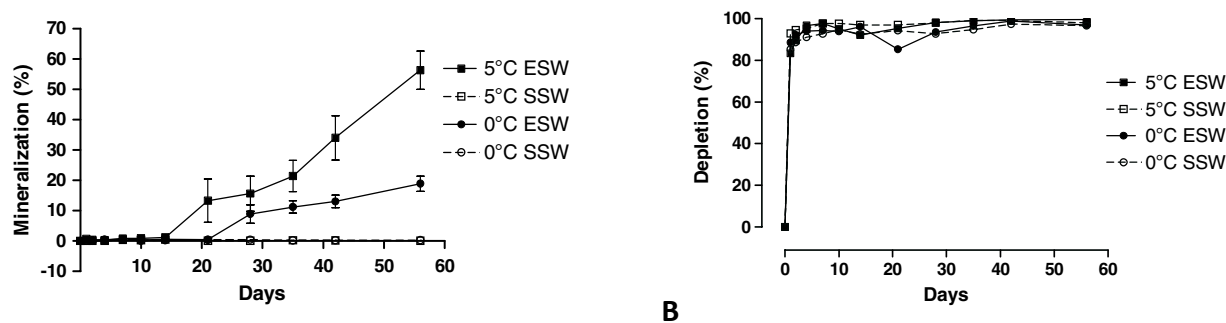 70
60
50
40
30
20
10
0
-10
Mineralization (%)
10 20 30 40 50 60
Days
5°C ESW
5°C SSW
0°C ESW
0°C SSW
100
80
60
40
20
0
Depletion (%)
0 10 20 30 40 50 60
Days
5°C ESW
5°C SSW
0°C ESW
0°C SSW
B